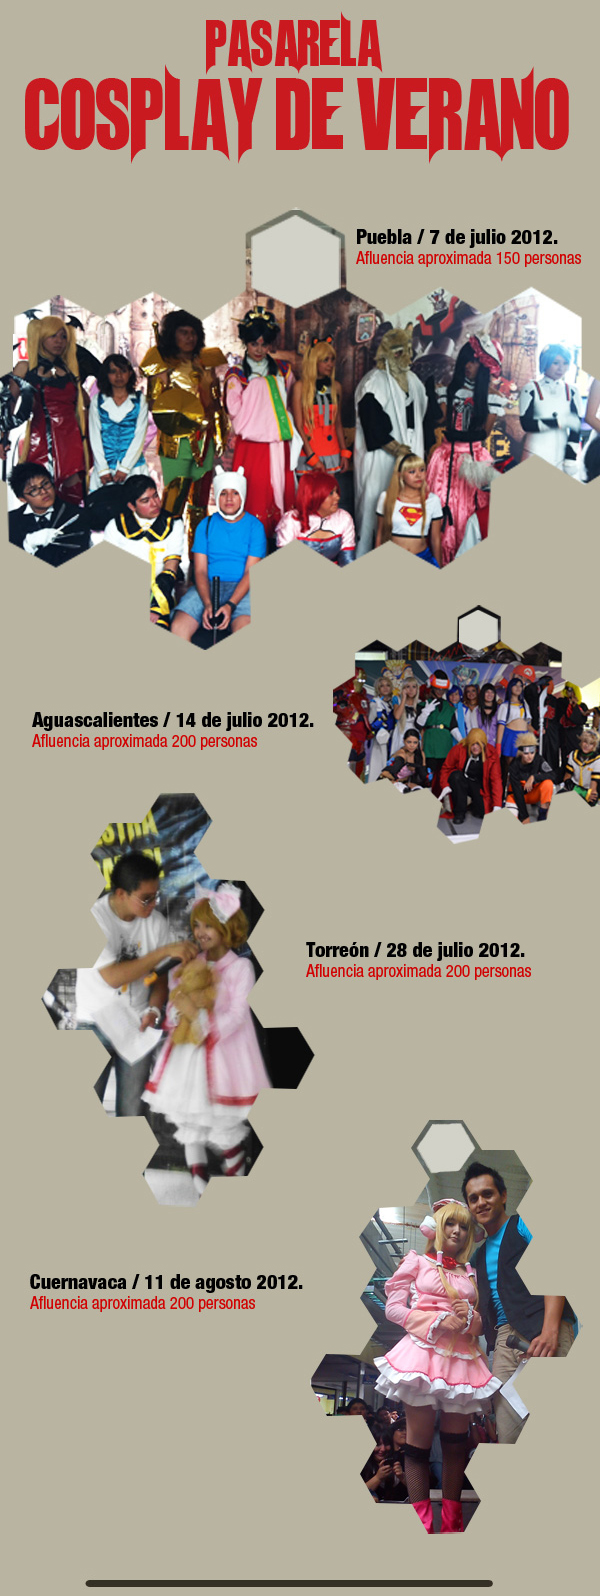 PASARELA
COSPLAY DE VERANO
Puebla / 7 de julio 2012.
Afluencia aproximada 150 personas
Aguascalientes / 14 de julio 2012.
Afluencia aproximada 200 personas
Torreón / 28 de julio 2012.
Afluencia aproximada 200 personas
Cuernavaca / 11 de agosto 2012.
Afluencia aproximada 200 personas